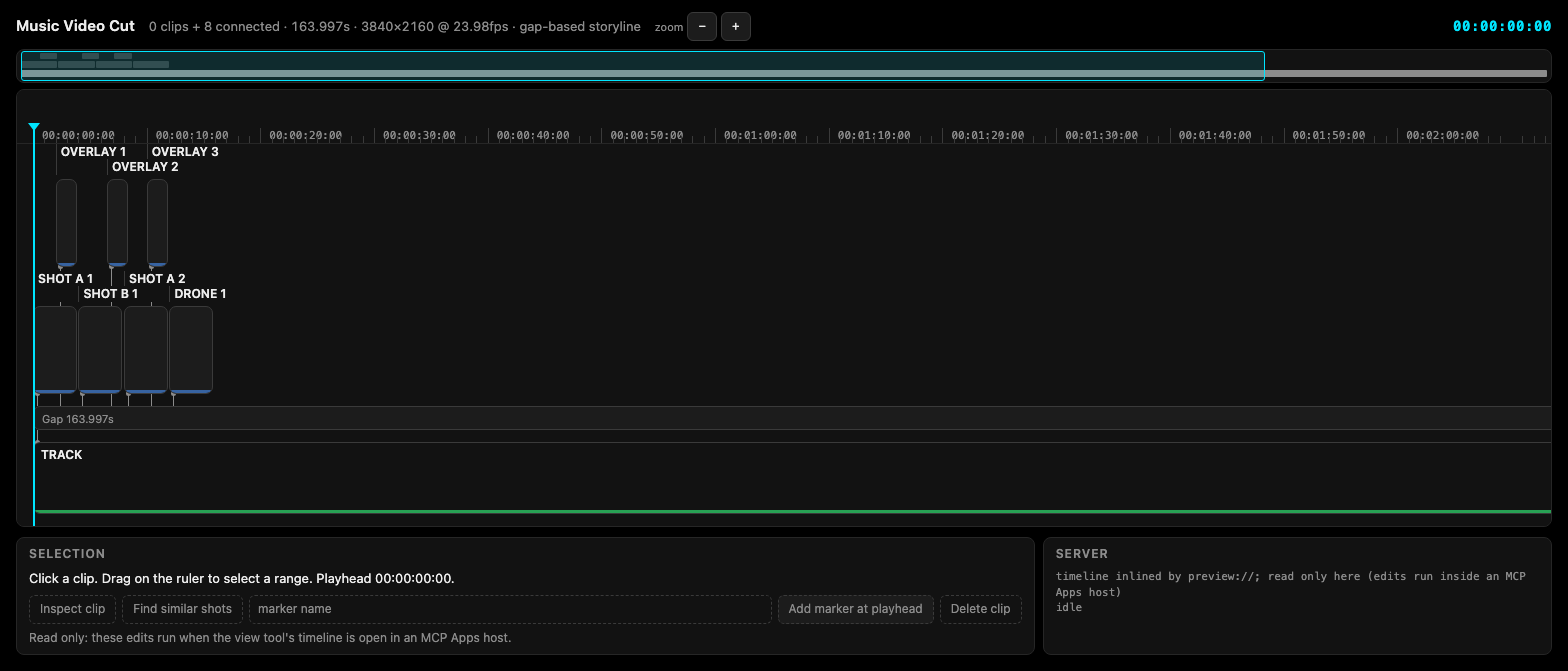 Music Video Cut 0 clips + 8 connected · 163.997s · 3840×2160 @ 23.98fps · gap-based storyline zoom − + 00:00:00:00
00:00:00:00 00:00:10:00 00:00:20:00 00:00:30:00 00:00:40:00 00:00:50:00 00:01:00:00 00:01:10:00 00:01:20:00 00:01:30:00 00:01:40:00 00:01:50:00 00:02:00:00
OVERLAY 1 OVERLAY 3
OVERLAY 2
SHOT A 1 SHOT A 2
SHOT B 1 DRONE 1
Gap 163.997s
TRACK
SELECTION
Click a clip. Drag on the ruler to select a range. Playhead 00:00:00:00.
Inspect clip Find similar shots marker name Add marker at playhead Delete clip
Read only: these edits run when the view tool's timeline is open in an MCP Apps host.
SERVER
timeline inlined by preview://; read only here (edits run inside an MCP
Apps host)
idle